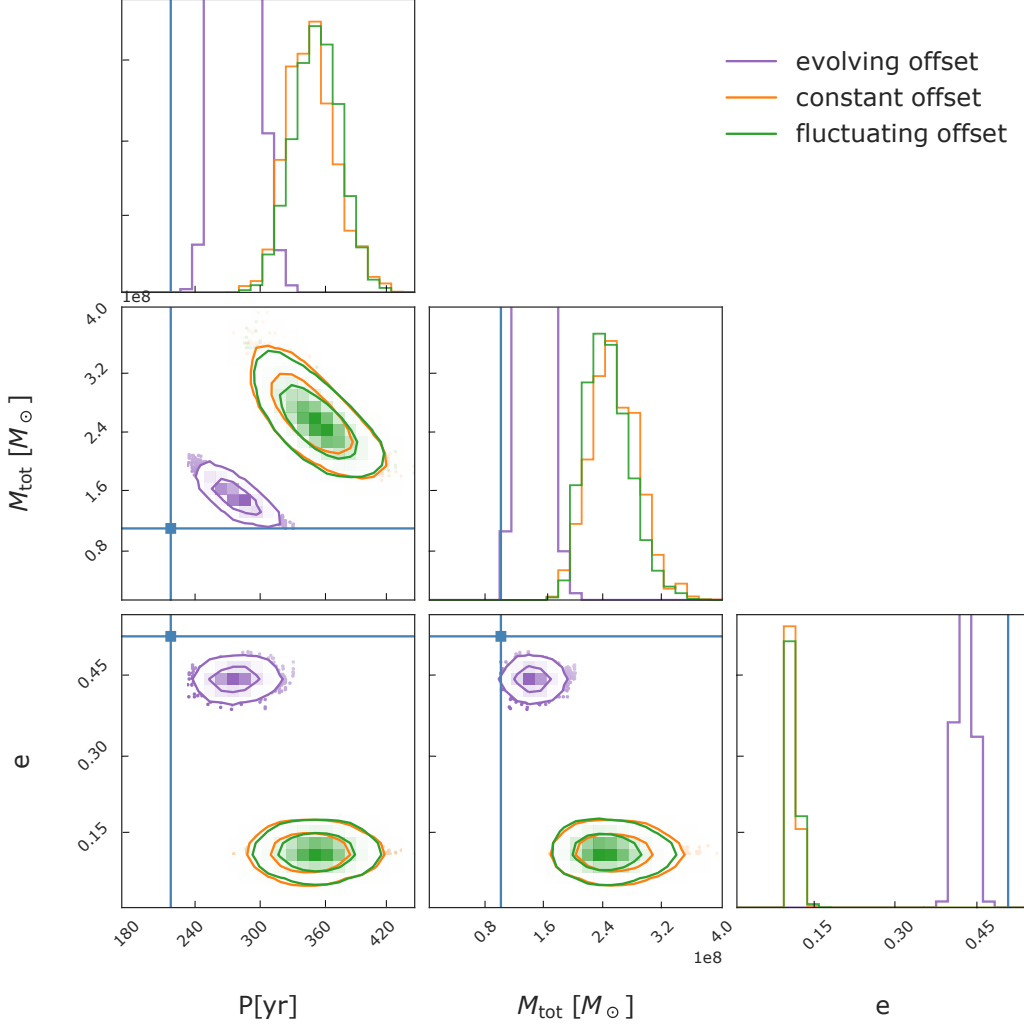 evolving offset
constant offset
fluctuating offset
1e8
4.0
3.2
2.4
1.6
0.8
M_tot [M_⊙]
0.45
0.30
0.15
e
180 240 300 360 420
0.8 1.6 2.4 3.2 4.0
1e8
0.15 0.30 0.45
P[yr]
M_tot [M_⊙]
e